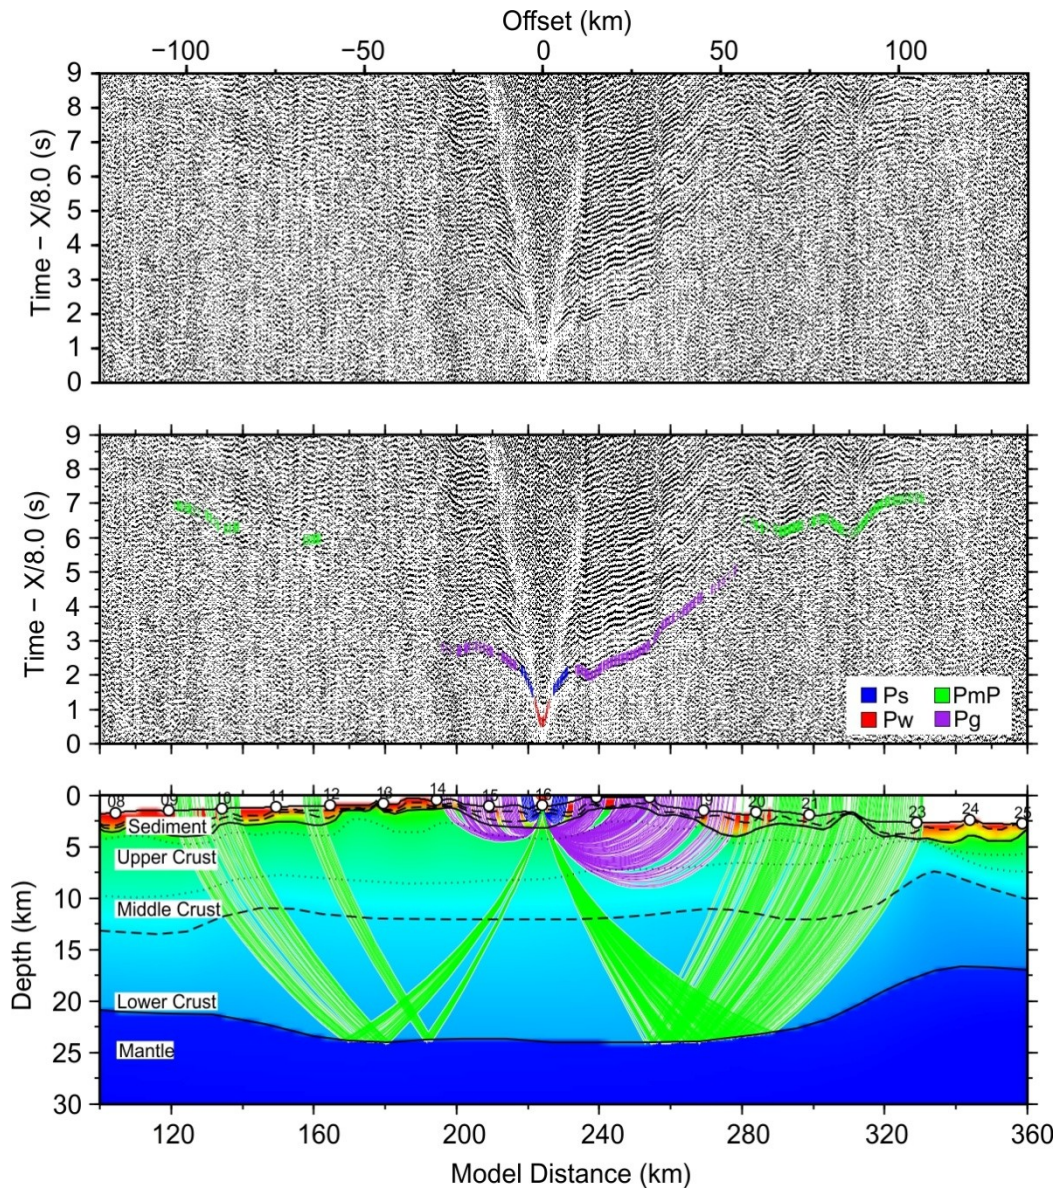 Offset (km)
−100 −50 0 50 100
9
8
7
6
5
4
3
2
1
0
Time − X/8.0 (s)
9
8
7
6
5
4
3
2
1
0
Time − X/8.0 (s)
Ps PmP
Pw Pg
0
5
10
15
20
25
30
Depth (km)
08 09 10 11 12 13 14 15 16 19 20 21 23 24 25
Sediment
Upper Crust
Middle Crust
Lower Crust
Mantle
120 160 200 240 280 320 360
Model Distance (km)